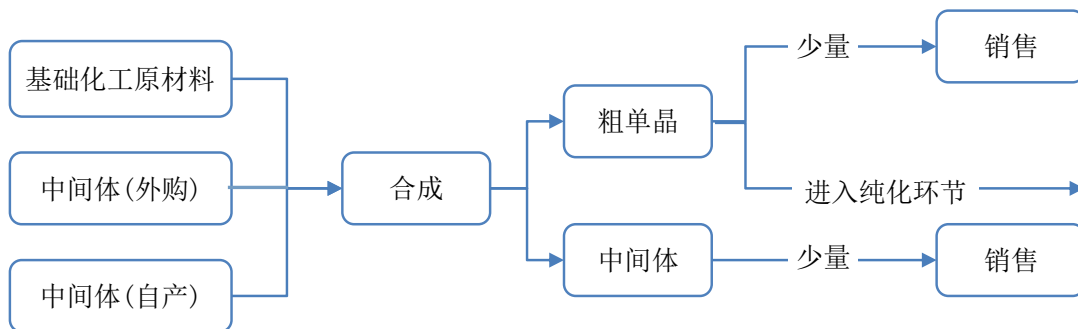 基础化工原材料
中间体(外购)
中间体(自产)
合成
粗单晶
中间体
少量
销售
进入纯化环节
少量
销售